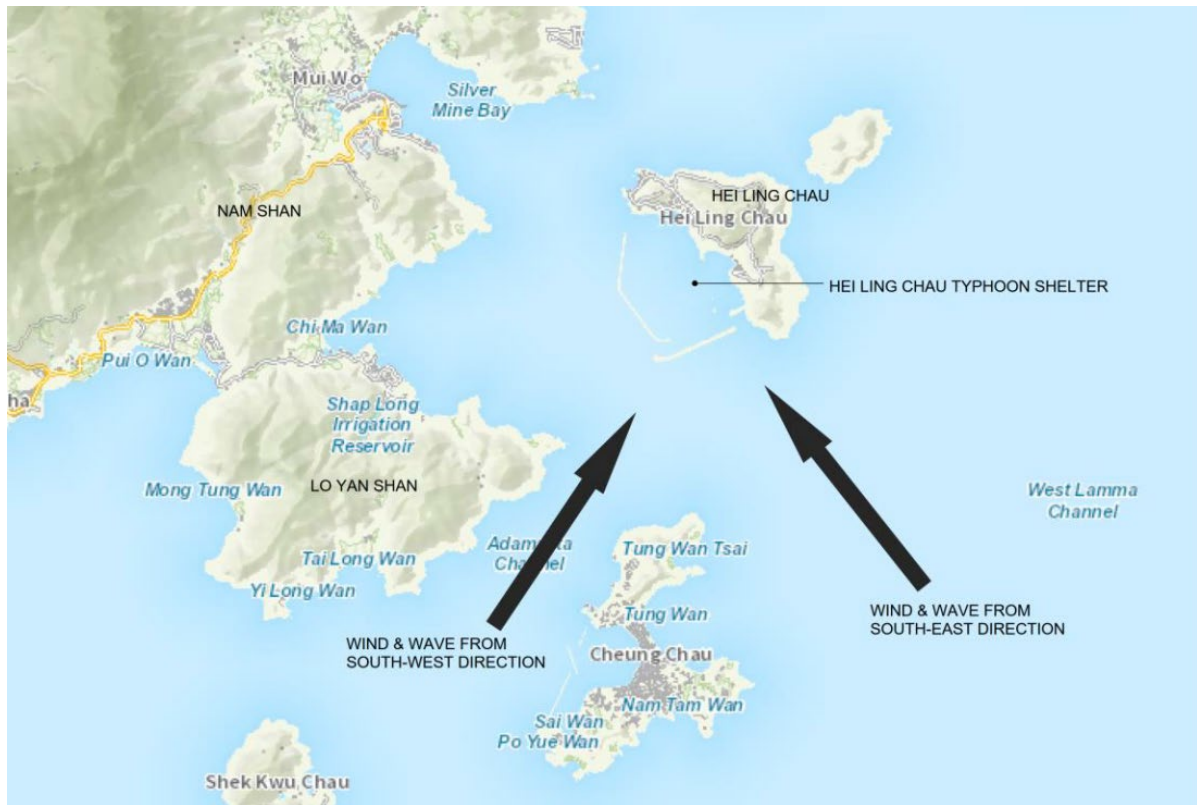 Mui Wo
Silver
Mine Bay
NAM SHAN
HEI LING CHAU
Hei Ling Chau
HEI LING CHAU TYPHOON SHELTER
Chi Ma Wan
Pui O Wan
ha
Shap Long
Irrigation
Reservoir
LO YAN SHAN
Mong Tung Wan
West Lamma
Channel
Tai Long Wan
Yi Long Wan
Tung Wan Tsai
Tung Wan
WIND & WAVE FROM
SOUTH-WEST DIRECTION
WIND & WAVE FROM
SOUTH-EAST DIRECTION
Cheung Chau
Nam Tam Wan
Sai Wan
Po Yue Wan
Shek Kwu Chau